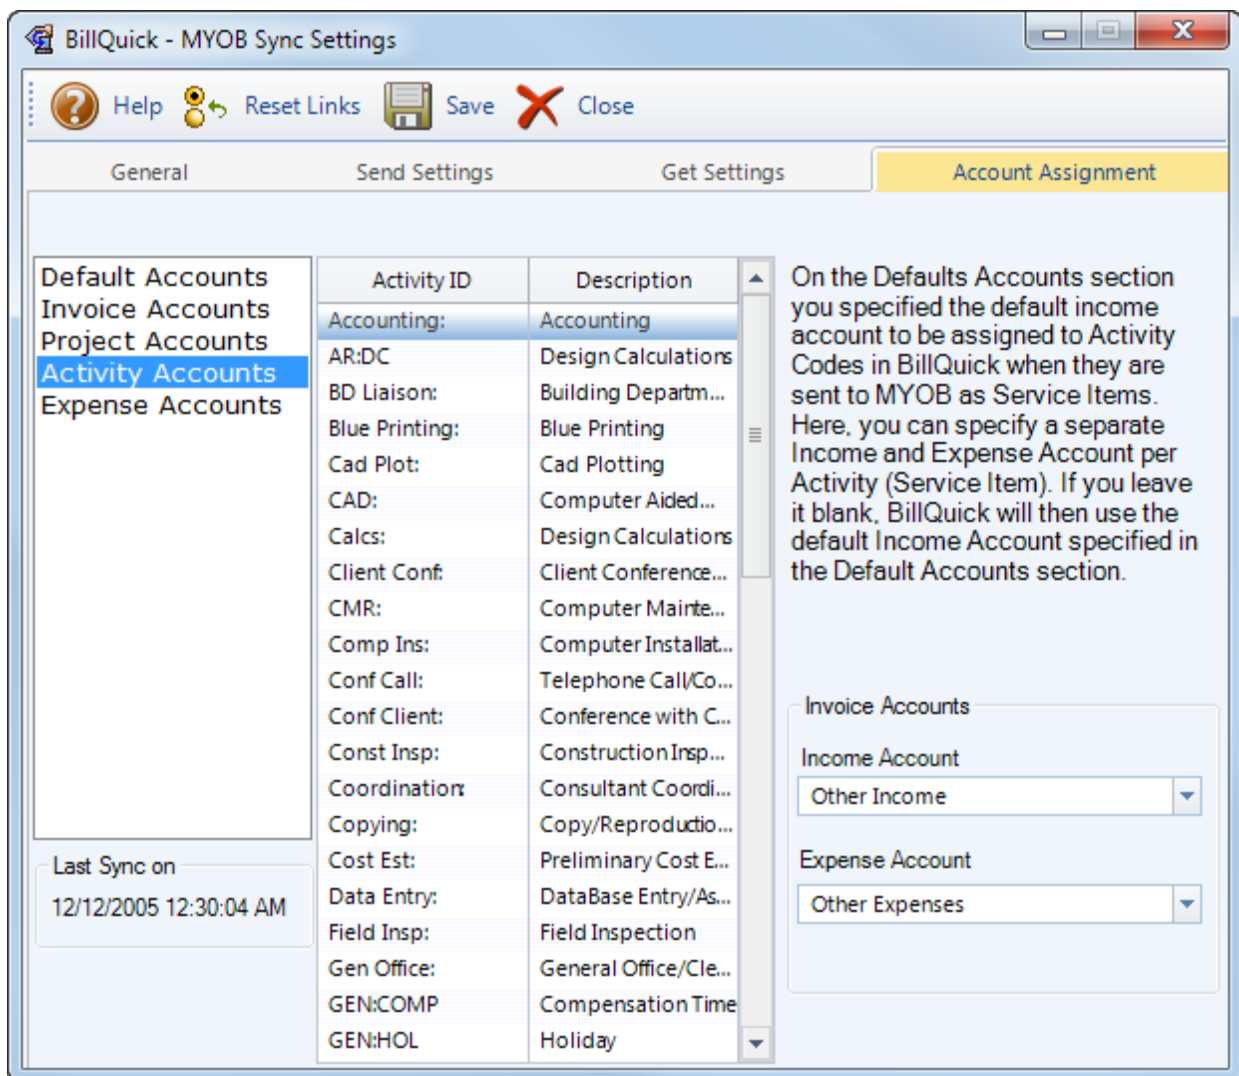 BillQuick - MYOB Sync Settings
Help Reset Links Save Close
General Send Settings Get Settings Account Assignment
Default Accounts
Invoice Accounts
Project Accounts
Activity Accounts
Expense Accounts
Last Sync on
12/12/2005 12:30:04 AM
Activity ID Description
Accounting: Accounting
AR:DC Design Calculations
BD Liaison: Building Departm...
Blue Printing: Blue Printing
Cad Plot: Cad Plotting
CAD: Computer Aided...
Calcs: Design Calculations
Client Conf: Client Conference...
CMR: Computer Mainte...
Comp Ins: Computer Installat...
Conf Call: Telephone Call/Co...
Conf Client: Conference with C...
Const Insp: Construction Insp...
Coordination: Consultant Coordi...
Copying: Copy/Reproductio...
Cost Est: Preliminary Cost E...
Data Entry: DataBase Entry/As...
Field Insp: Field Inspection
Gen Office: General Office/Cle...
GEN:COMP Compensation Time
GEN:HOL Holiday
On the Defaults Accounts section
you specified the default income
account to be assigned to Activity
Codes in BillQuick when they are
sent to MYOB as Service Items.
Here, you can specify a separate
Income and Expense Account per
Activity (Service Item). If you leave
it blank, BillQuick will then use the
default Income Account specified in
the Default Accounts section.
Invoice Accounts
Income Account
Other Income
Expense Account
Other Expenses